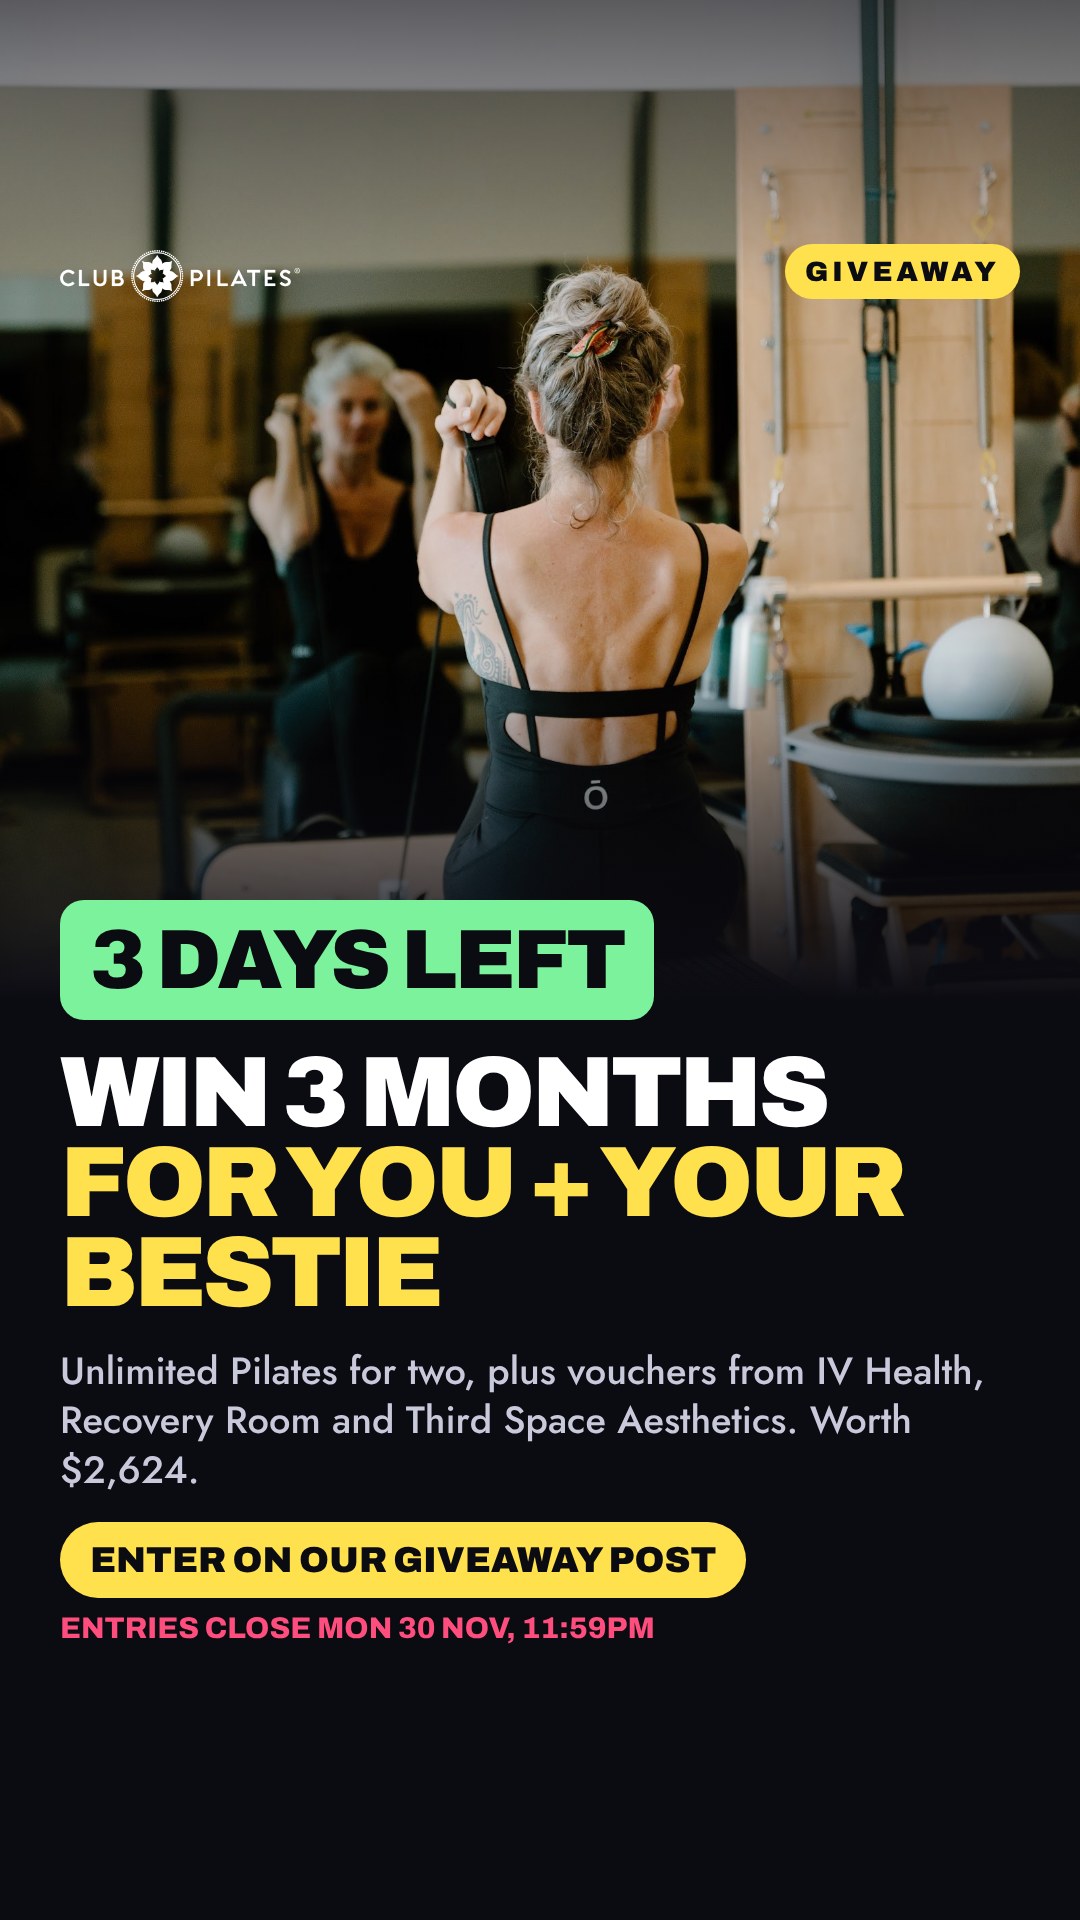 CLUB PILATES®
GIVEAWAY
Ō
3 DAYS LEFT
WIN 3 MONTHS
FOR YOU + YOUR
BESTIE
Unlimited Pilates for two, plus vouchers from IV Health,
Recovery Room and Third Space Aesthetics. Worth
$2,624.
ENTER ON OUR GIVEAWAY POST
ENTRIES CLOSE MON 30 NOV, 11:59PM